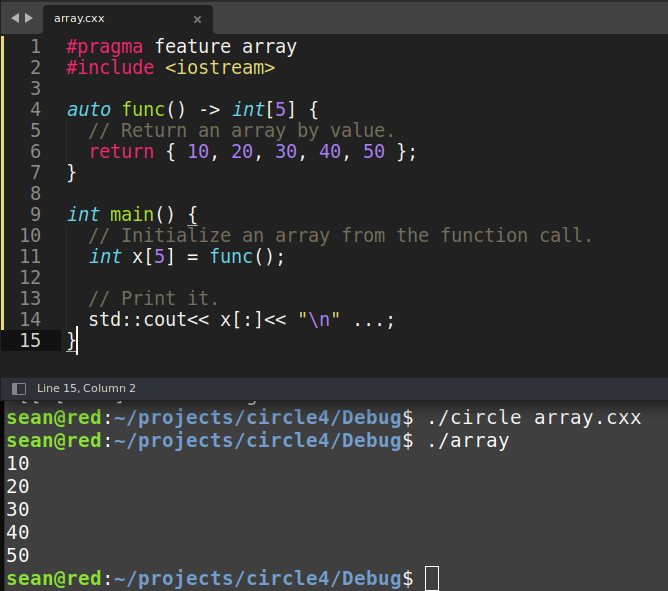 array.cxx ×
1 #pragma feature array
2 #include <iostream>
3
4 auto func() -> int[5] {
5 // Return an array by value.
6 return { 10, 20, 30, 40, 50 };
7 }
8
9 int main() {
10 // Initialize an array from the function call.
11 int x[5] = func();
12
13 // Print it.
14 std::cout<< x[:]<< "\n" ...;
15 }
Line 15, Column 2
sean@red:~/projects/circle4/Debug$ ./circle array.cxx
sean@red:~/projects/circle4/Debug$ ./array
10
20
30
40
50
sean@red:~/projects/circle4/Debug$